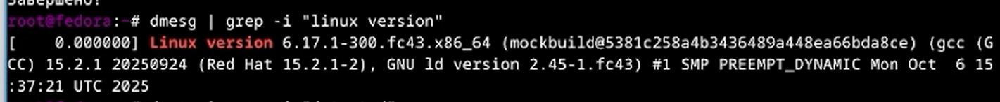 Завершено!
root@fedora:~# dmesg | grep -i "linux version"
[    0.000000] Linux version 6.17.1-300.fc43.x86_64 (mockbuild@5381c258a4b3436489a448ea66bda8ce) (gcc (G
CC) 15.2.1 20250924 (Red Hat 15.2.1-2), GNU ld version 2.45-1.fc43) #1 SMP PREEMPT_DYNAMIC Mon Oct  6 15
:37:21 UTC 2025